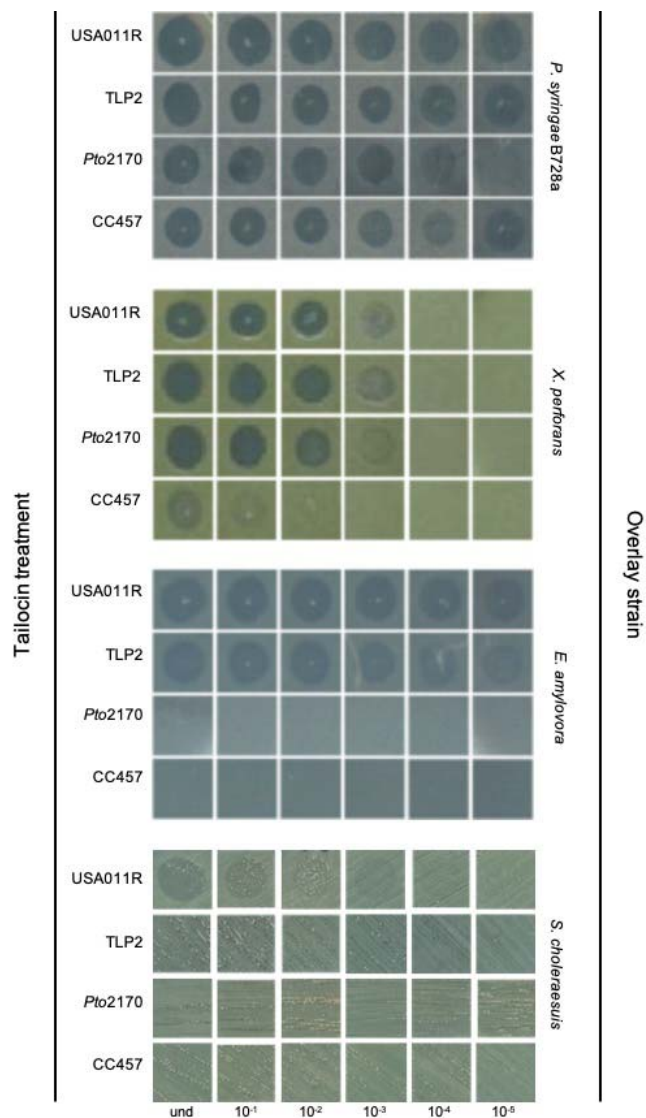 USA011R
TLP2
Pto2170
CC457
P. syringae B728a
USA011R
TLP2
Pto2170
CC457
X. perforans
USA011R
TLP2
Pto2170
CC457
E. amylovora
USA011R
TLP2
Pto2170
CC457
S. choleraesuis
und 10⁻¹ 10⁻² 10⁻³ 10⁻⁴ 10⁻⁵
Tailocin treatment
Overlay strain